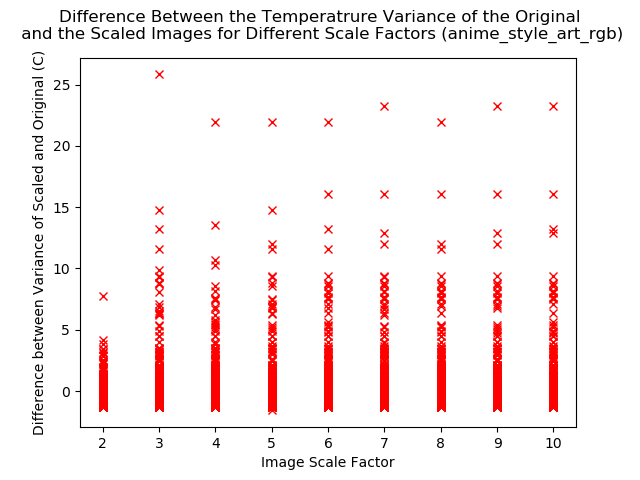 Difference Between the Temperatrure Variance of the Original
and the Scaled Images for Different Scale Factors (anime_style_art_rgb)
Difference between Variance of Scaled and Original (C)
25
20
15
10
5
0
2 3 4 5 6 7 8 9 10
Image Scale Factor